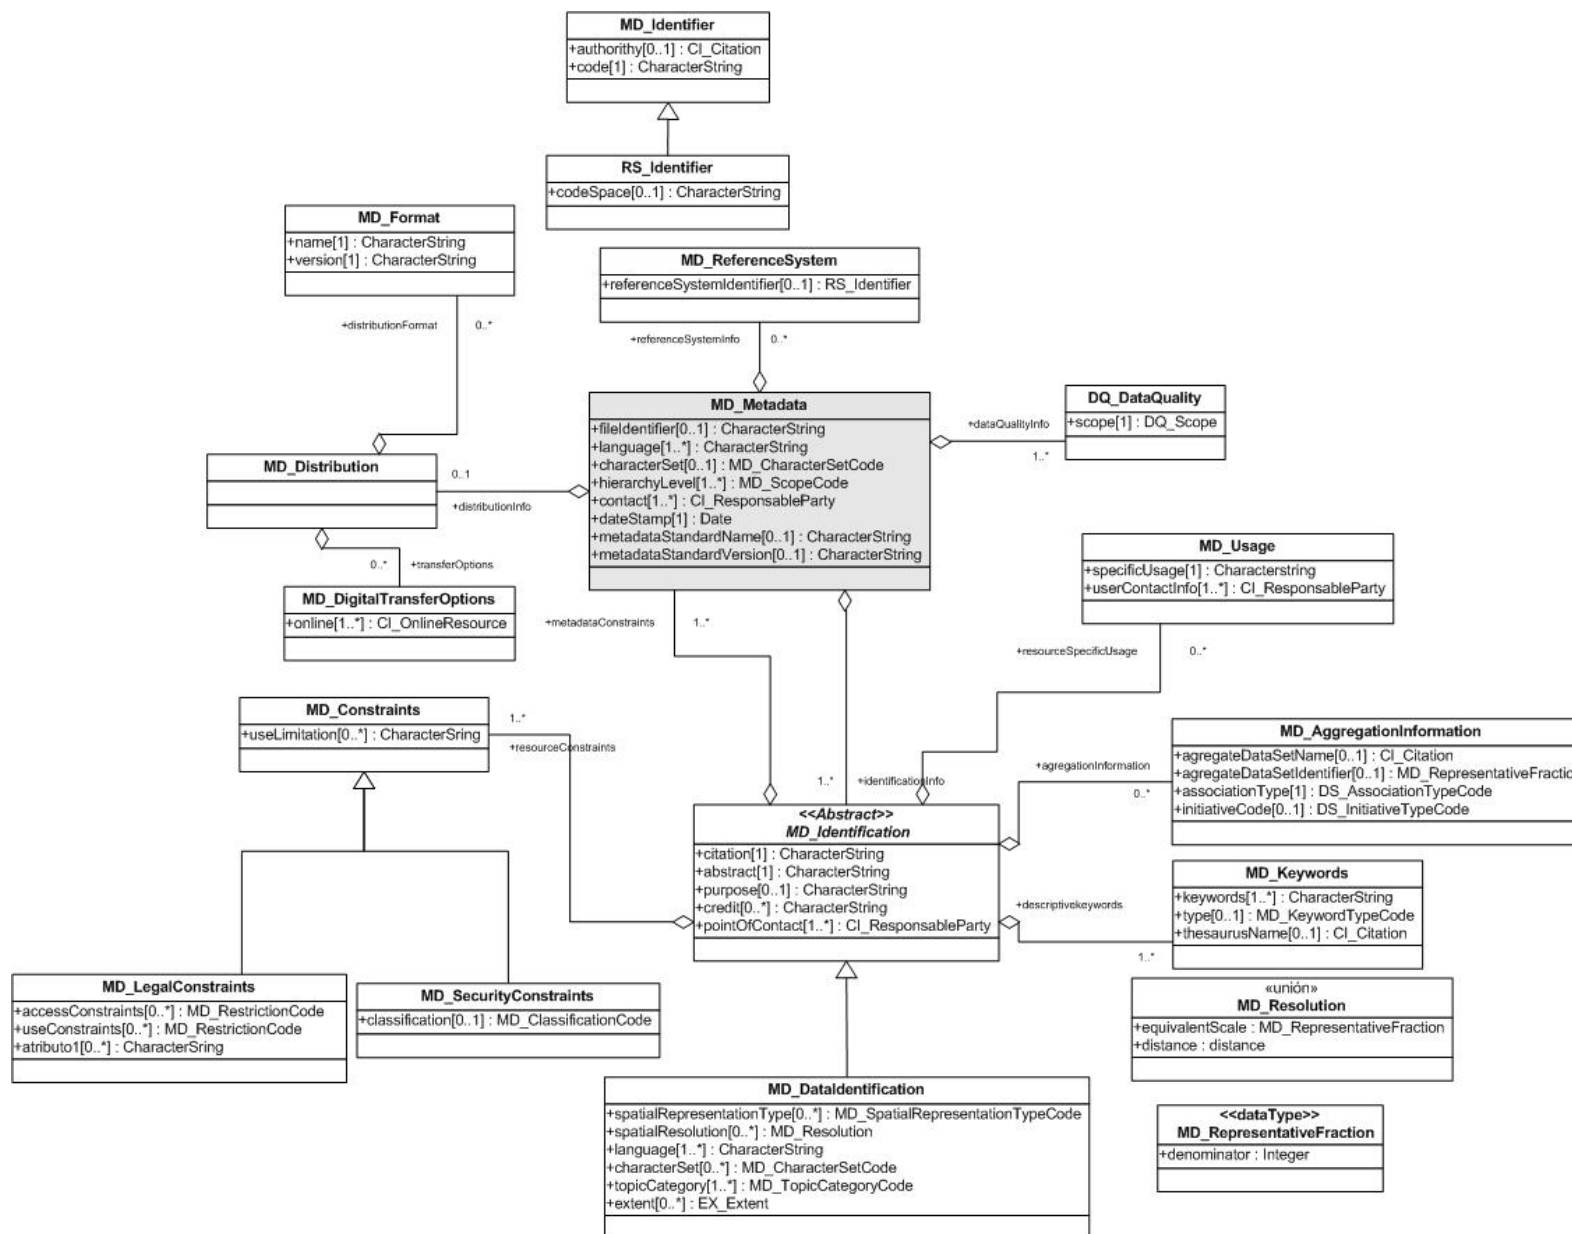 MD_Identifier
+authorithy[0..1] : CI_Citation
+code[1] : CharacterString
RS_Identifier
+codeSpace[0..1] : CharacterString
MD_Format
+name[1] : CharacterString
+version[1] : CharacterString
MD_ReferenceSystem
+referenceSystemIdentifier[0..1] : RS_Identifier
+distributionFormat
0..*
+referenceSystemInfo
0..*
MD_Metadata
+fileIdentifier[0..1] : CharacterString
+language[1..*] : CharacterString
+characterSet[0..1] : MD_CharacterSetCode
+hierarchyLevel[1..*] : MD_ScopeCode
+contact[1..*] : CI_ResponsableParty
+dateStamp[1] : Date
+metadataStandardName[0..1] : CharacterString
+metadataStandardVersion[0..1] : CharacterString
+dataQualityInfo
1..*
DQ_DataQuality
+scope[1] : DQ_Scope
MD_Distribution
0..1
+distributionInfo
0..*
+transferOptions
MD_DigitalTransferOptions
+online[1..*] : CI_OnlineResource
MD_Usage
+specificUsage[1] : Characterstring
+userContactInfo[1..*] : CI_ResponsableParty
+metadataConstraints
1..*
+resourceSpecificUsage
0..*
MD_Constraints
+useLimitation[0..*] : CharacterSring
1..*
+resourceConstraints
1..*
+identificationInfo
+agregationInformation
0..*
MD_AggregationInformation
+agregateDataSetName[0..1] : CI_Citation
+agregateDataSetIdentifier[0..1] : MD_RepresentativeFractio
+associationType[1] : DS_AssociationTypeCode
+initiativeCode[0..1] : DS_InitiativeTypeCode
<<Abstract>>
MD_Identification
+citation[1] : CharacterString
+abstract[1] : CharacterString
+purpose[0..1] : CharacterString
+credit[0..*] : CharacterString
+pointOfContact[1..*] : CI_ResponsableParty
+descriptivekeywords
1..*
MD_Keywords
+keywords[1..*] : CharacterString
+type[0..1] : MD_KeywordTypeCode
+thesaurusName[0..1] : CI_Citation
MD_LegalConstraints
+accessConstraints[0..*] : MD_RestrictionCode
+useConstraints[0..*] : MD_RestrictionCode
+atributo1[0..*] : CharacterSring
MD_SecurityConstraints
+classification[0..1] : MD_ClassificationCode
«unión»
MD_Resolution
+equivalentScale : MD_RepresentativeFraction
+distance : distance
MD_DataIdentification
+spatialRepresentationType[0..*] : MD_SpatialRepresentationTypeCode
+spatialResolution[0..*] : MD_Resolution
+language[1..*] : CharacterString
+characterSet[0..*] : MD_CharacterSetCode
+topicCategory[1..*] : MD_TopicCategoryCode
+extent[0..*] : EX_Extent
<<dataType>>
MD_RepresentativeFraction
+denominator : Integer